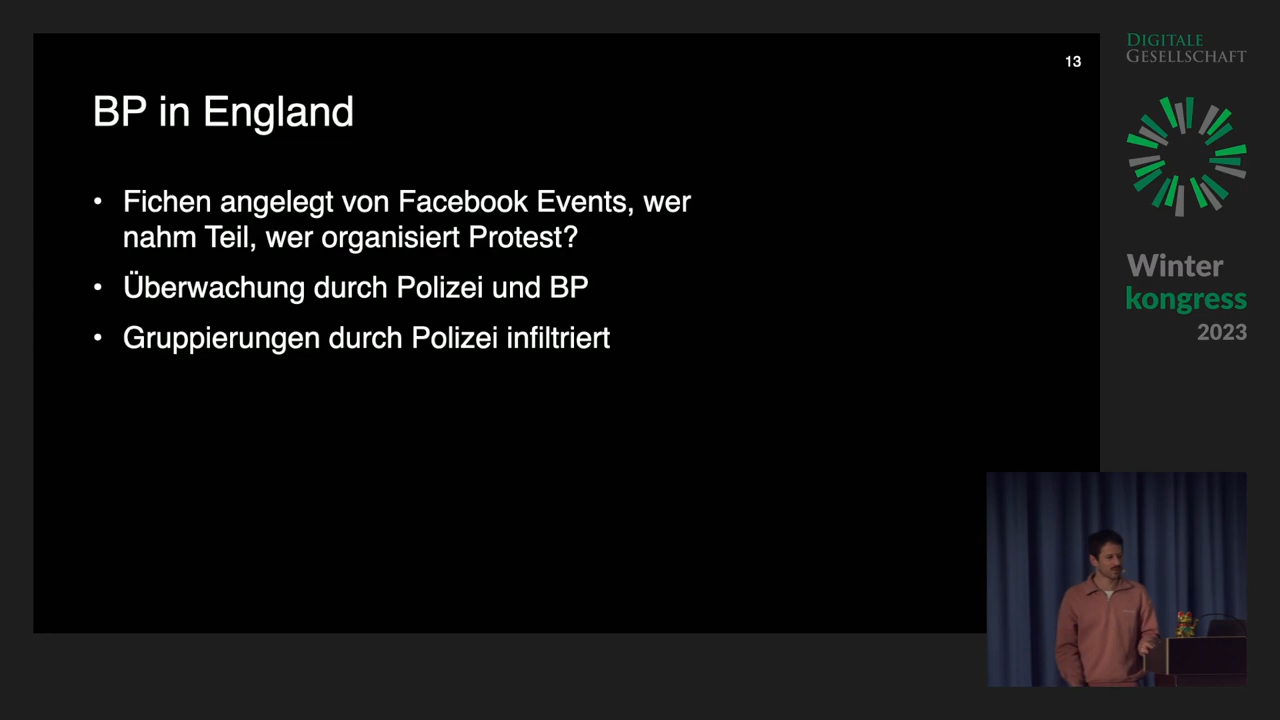 13
DIGITALE
GESELLSCHAFT
BP in England
• Fichen angelegt von Facebook Events, wer
nahm Teil, wer organisiert Protest?
• Überwachung durch Polizei und BP
• Gruppierungen durch Polizei infiltriert
Winter
kongress
2023